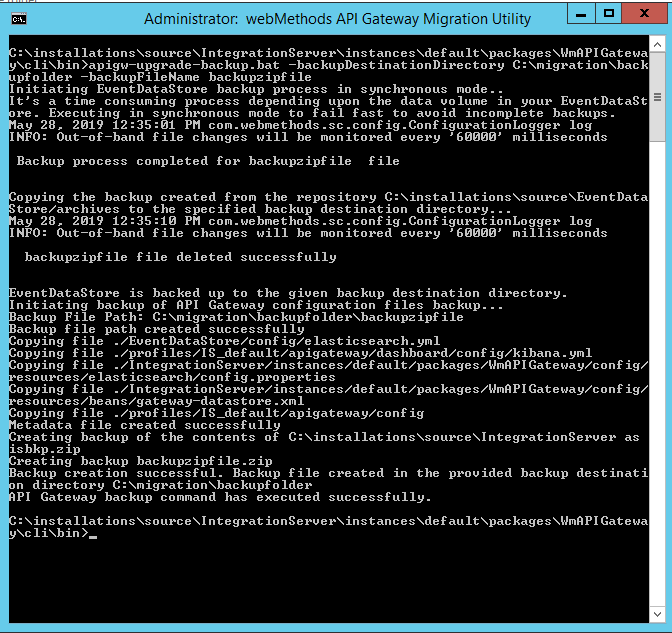 Administrator:  webMethods API Gateway Migration Utility
C:\installations\source\IntegrationServer\instances\default\packages\WmAPIGatewa
y\cli\bin>apigw-upgrade-backup.bat -backupDestinationDirectory C:\migration\back
upfolder -backupFileName backupzipfile
Initiating EventDataStore backup process in synchronous mode..
It's a time consuming process depending upon the data volume in your EventDataSt
ore. Executing in synchronous mode to fail fast to avoid incomplete backups.
May 28, 2019 12:35:01 PM com.webmethods.sc.config.ConfigurationLogger log
INFO: Out-of-band file changes will be monitored every '60000' milliseconds
Backup process completed for backupzipfile  file
Copying the backup created from the repository C:\installations\source\EventData
Store/archives to the specified backup destination directory...
May 28, 2019 12:35:10 PM com.webmethods.sc.config.ConfigurationLogger log
INFO: Out-of-band file changes will be monitored every '60000' milliseconds
backupzipfile file deleted successfully
EventDataStore is backed up to the given backup destination directory.
Initiating backup of API Gateway configuration files backup...
Backup File Path: C:\migration\backupfolder\backupzipfile
Backup file path created successfully
Copying file ./EventDataStore/config/elasticsearch.yml
Copying file ./profiles/IS_default/apigateway/dashboard/config/kibana.yml
Copying file ./IntegrationServer/instances/default/packages/WmAPIGateway/config/
resources/elasticsearch/config.properties
Copying file ./IntegrationServer/instances/default/packages/WmAPIGateway/config/
resources/beans/gateway-datastore.xml
Copying file ./profiles/IS_default/apigateway/config
Metadata file created successfully
Creating backup of the contents of C:\installations\source\IntegrationServer as
isbkp.zip
Creating backup backupzipfile.zip
Backup creation successful. Backup file created in the provided backup destinati
on directory C:\migration\backupfolder
API Gateway backup command has executed successfully.
C:\installations\source\IntegrationServer\instances\default\packages\WmAPIGatewa
y\cli\bin>_